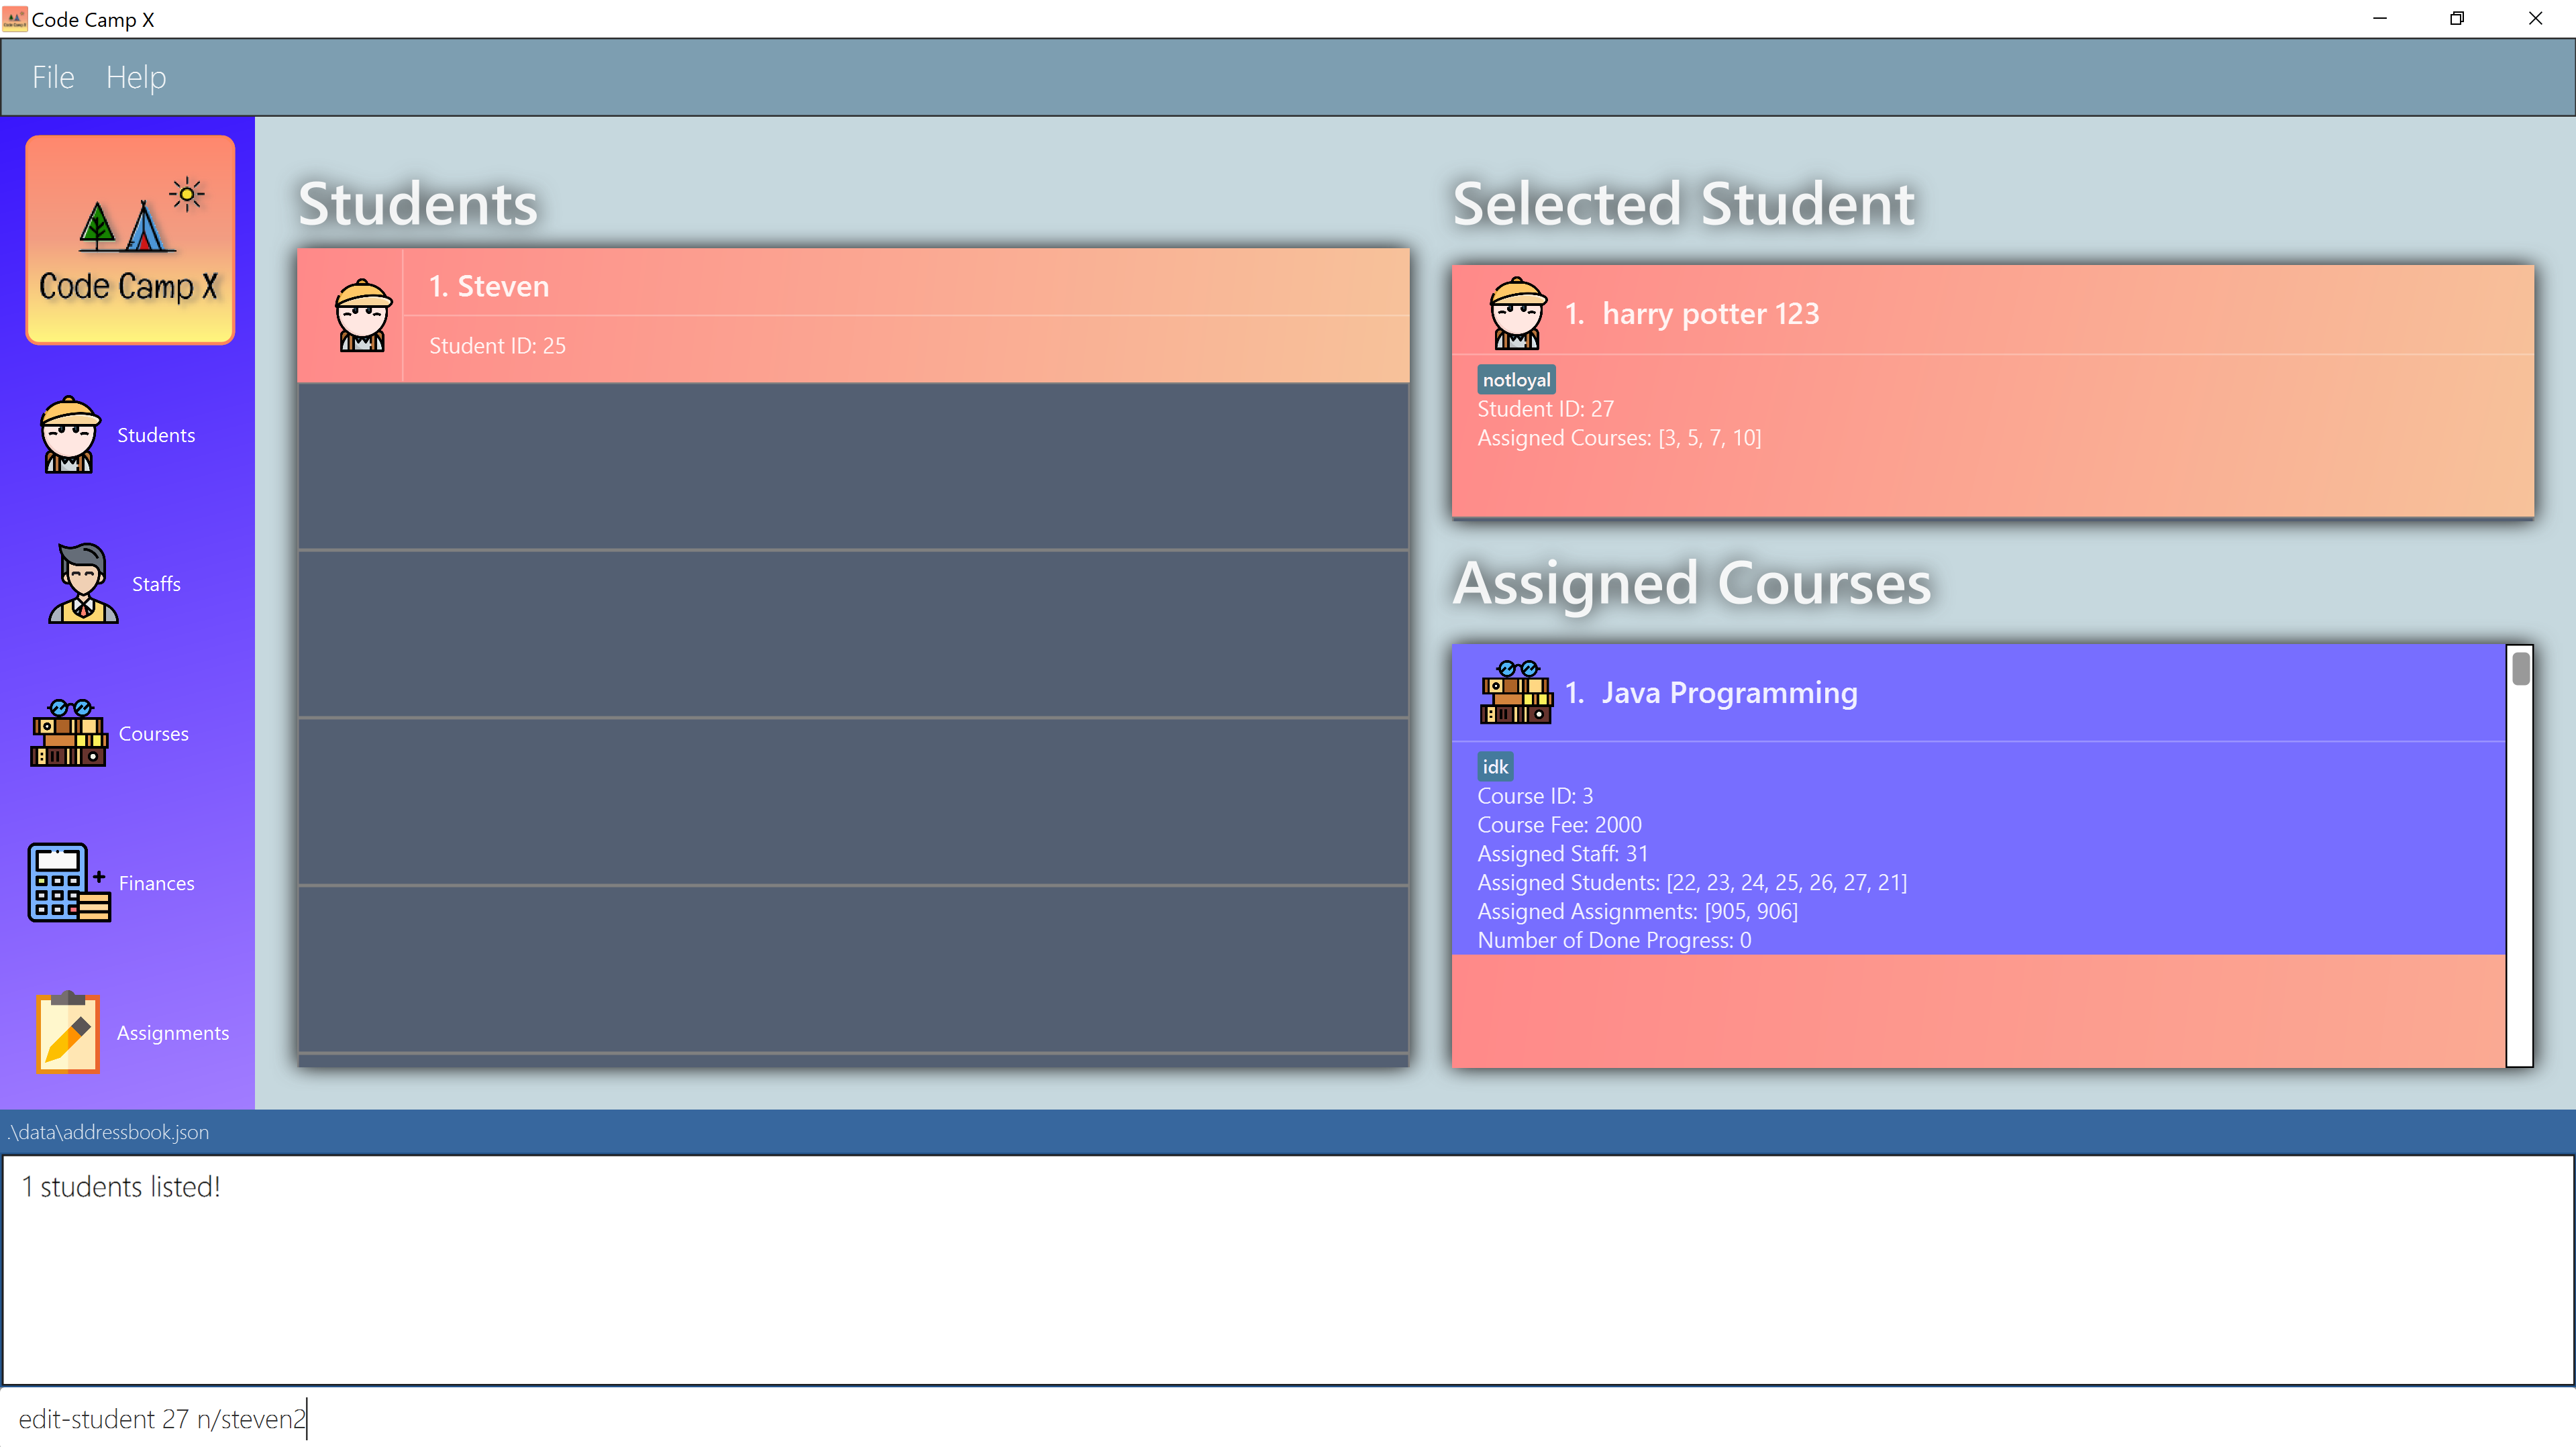 Code Camp X
File Help
Code Camp X
Students
Staffs
Courses
Finances
Assignments
Students
1. Steven
Student ID: 25
Selected Student
1. harry potter 123
notloyal
Student ID: 27
Assigned Courses: [3, 5, 7, 10]
Assigned Courses
1. Java Programming
idk
Course ID: 3
Course Fee: 2000
Assigned Staff: 31
Assigned Students: [22, 23, 24, 25, 26, 27, 21]
Assigned Assignments: [905, 906]
Number of Done Progress: 0
.\data\addressbook.json
1 students listed!
edit-student 27 n/steven2